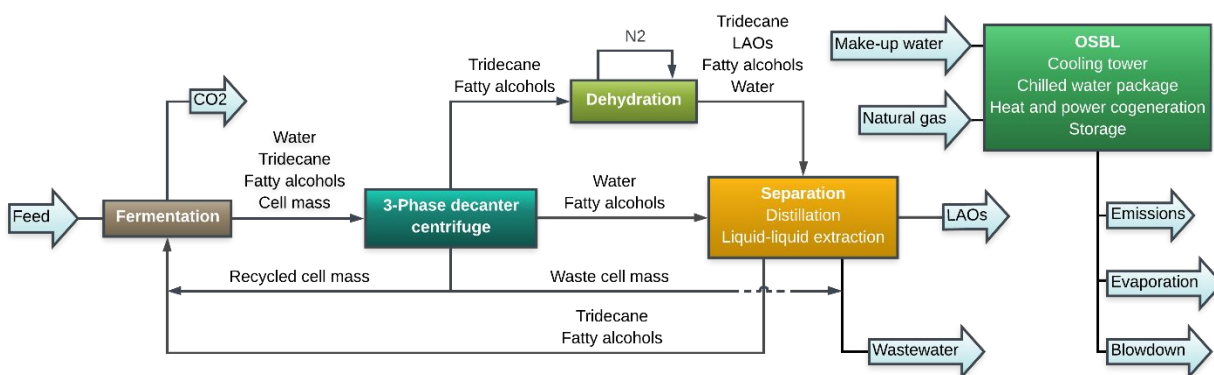 Feed
Fermentation
CO2
Water
Tridecane
Fatty alcohols
Cell mass
3-Phase decanter
centrifuge
Tridecane
Fatty alcohols
N2
Dehydration
Tridecane
LAOs
Fatty alcohols
Water
Water
Fatty alcohols
Separation
Distillation
Liquid-liquid extraction
LAOs
Recycled cell mass
Waste cell mass
Tridecane
Fatty alcohols
Wastewater
Make-up water
Natural gas
OSBL
Cooling tower
Chilled water package
Heat and power cogeneration
Storage
Emissions
Evaporation
Blowdown